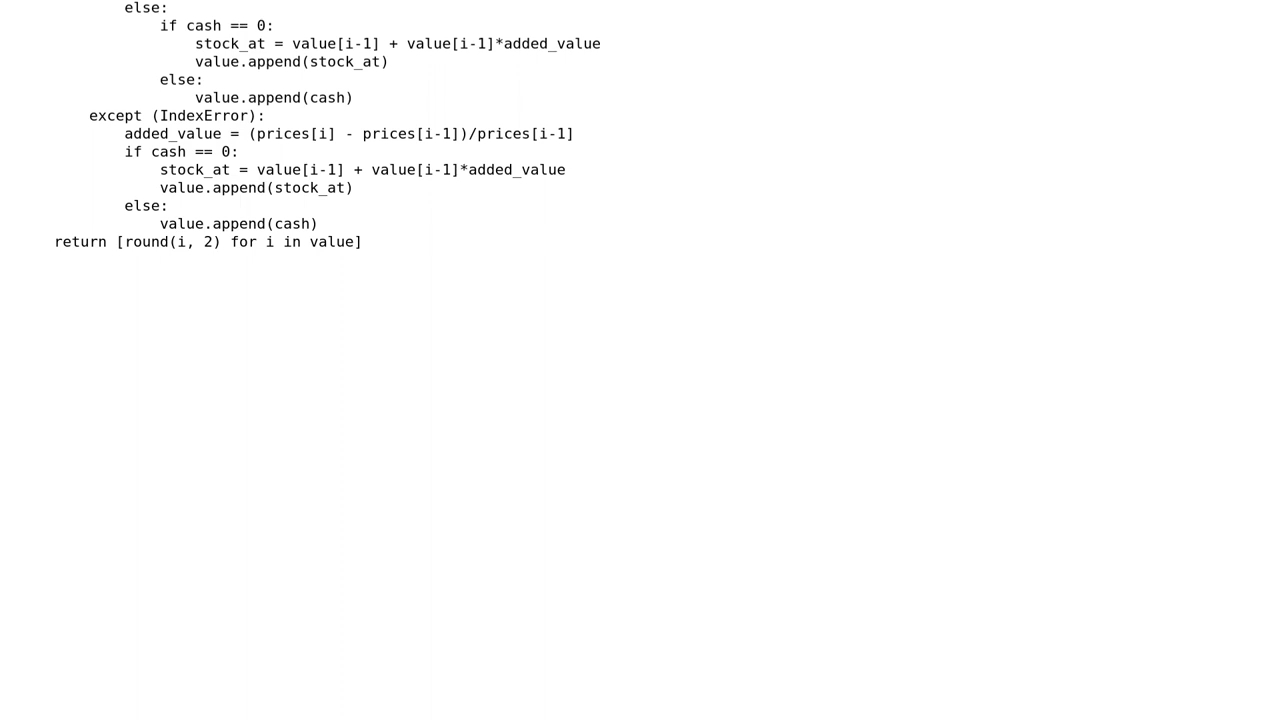 else:
            if cash == 0:
                stock_at = value[i-1] + value[i-1]*added_value
                value.append(stock_at)
            else:
                value.append(cash)
    except (IndexError):
        added_value = (prices[i] - prices[i-1])/prices[i-1]
        if cash == 0:
            stock_at = value[i-1] + value[i-1]*added_value
            value.append(stock_at)
        else:
            value.append(cash)
return [round(i, 2) for i in value]